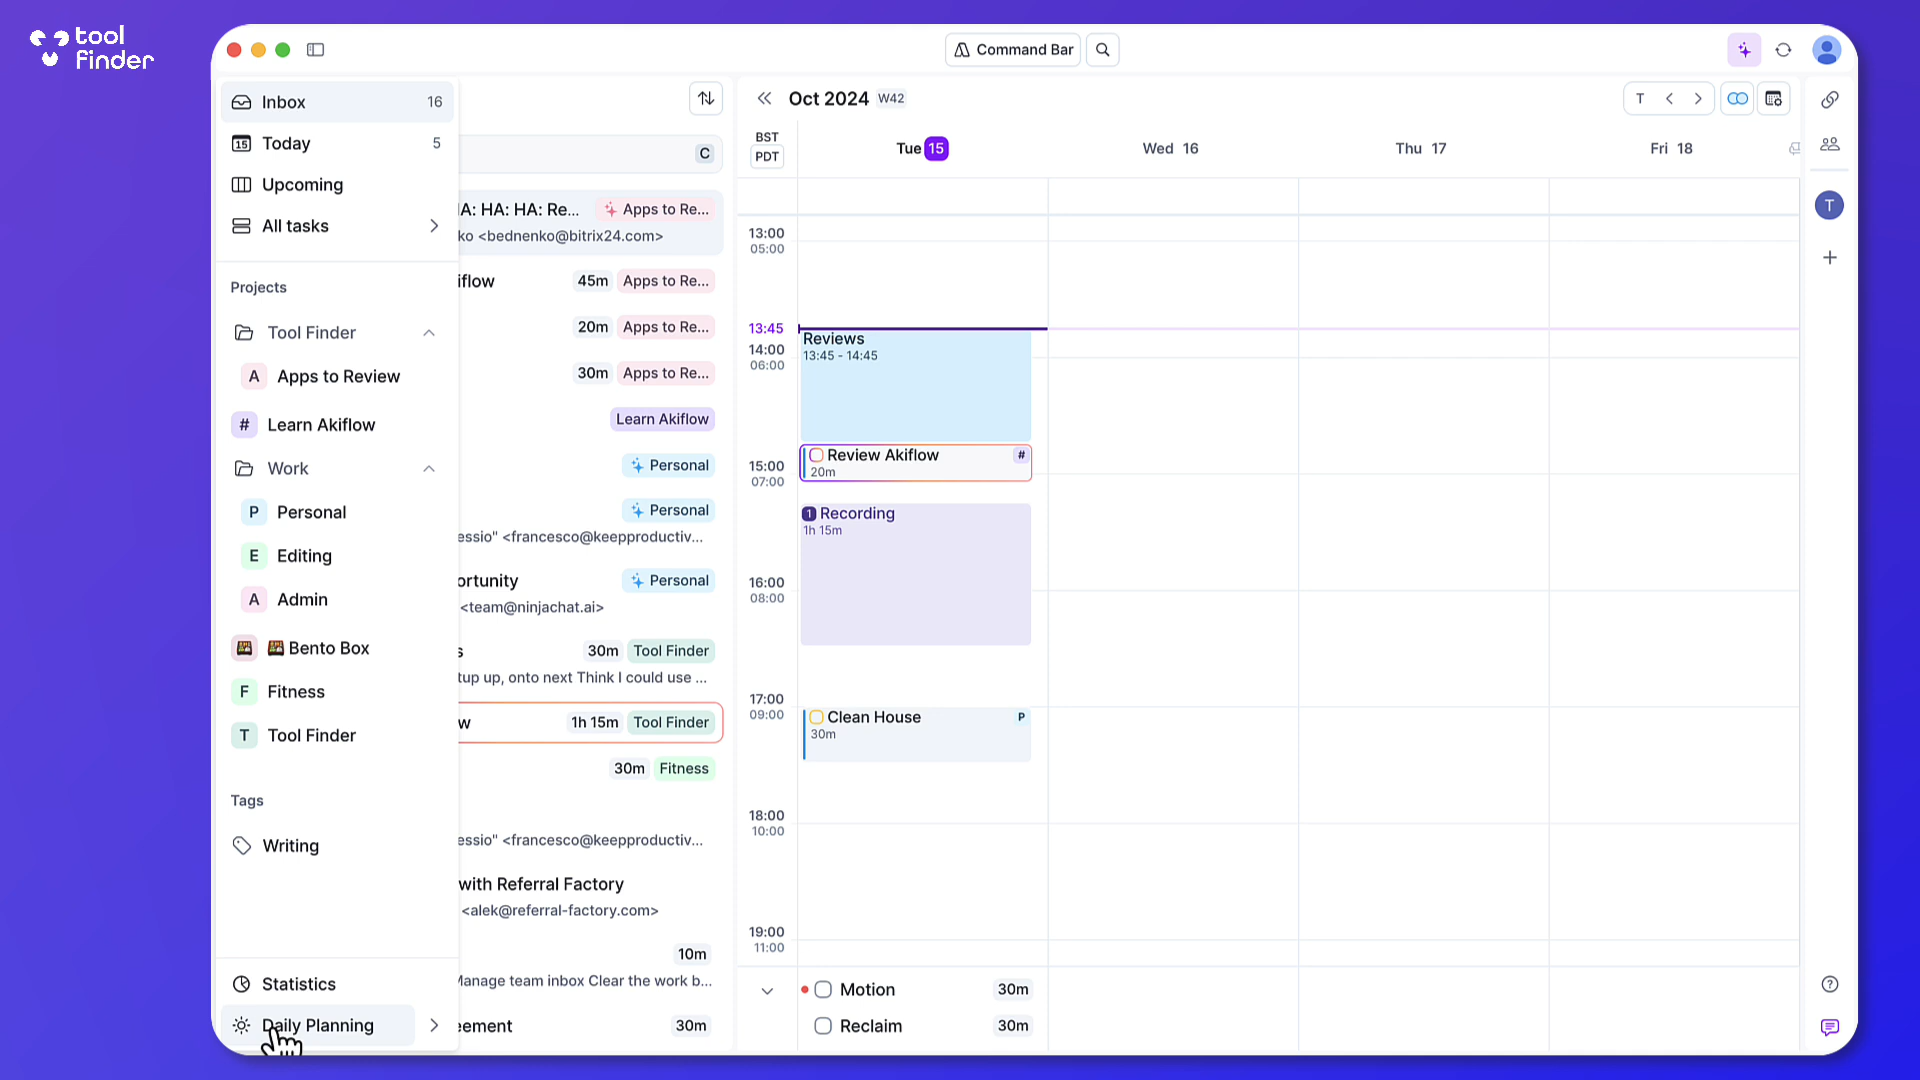 tool
finder
Command Bar
Inbox 16
15 Today 5
Upcoming
All tasks
Projects
Tool Finder
A Apps to Review
# Learn Akiflow
Work
P Personal
E Editing
A Admin
Bento Box
F Fitness
T Tool Finder
Tags
Writing
Statistics
Daily Planning
C
HA: HA: Re... Apps to Re...
ko <bednenko@bitrix24.com>
iflow 45m Apps to Re...
20m Apps to Re...
30m Apps to Re...
Learn Akiflow
Personal
Personal
essio" <francesco@keepproductiv...
ortunity Personal
<team@ninjachat.ai>
s 30m Tool Finder
tup up, onto next Think I could use ...
w 1h 15m Tool Finder
30m Fitness
essio" <francesco@keepproductiv...
with Referral Factory
<alek@referral-factory.com>
10m
Manage team inbox Clear the work b...
eement 30m
Oct 2024 W42
T
BST
PDT
Tue 15
Wed 16
Thu 17
Fri 18
13:00
05:00
13:45
14:00
06:00
15:00
07:00
16:00
08:00
17:00
09:00
18:00
10:00
19:00
11:00
Reviews
13:45 - 14:45
Review Akiflow #
20m
1 Recording
1h 15m
Clean House P
30m
Motion 30m
Reclaim 30m
T